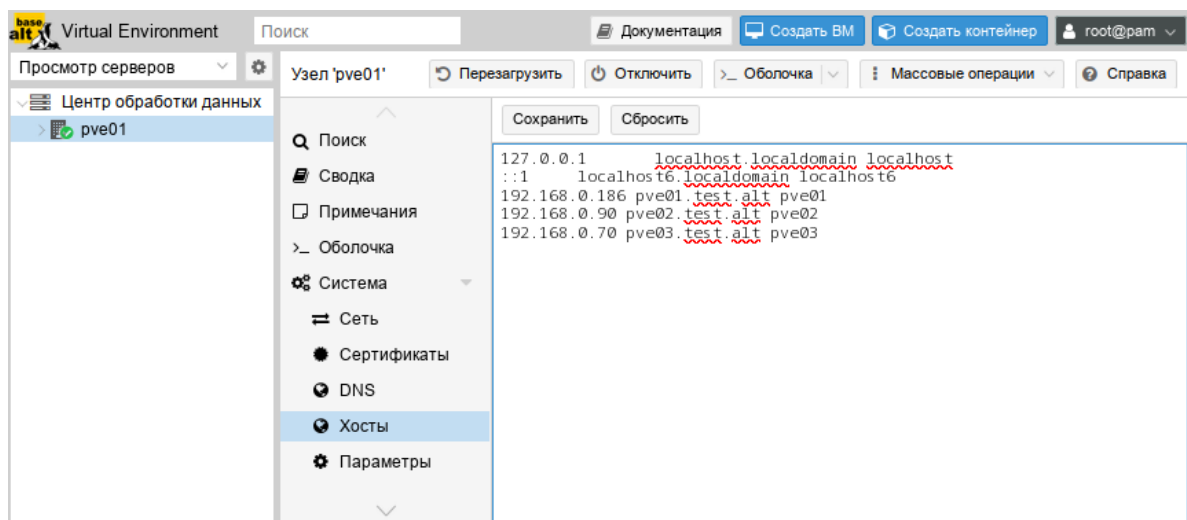 base alt Virtual Environment Поиск Документация Создать ВМ Создать контейнер root@pam
Просмотр серверов Узел 'pve01' Перезагрузить Отключить >_ Оболочка Массовые операции Справка
Центр обработки данных
pve01
Поиск
Сводка
Примечания
>_ Оболочка
Система
Сеть
Сертификаты
DNS
Хосты
Параметры
Сохранить Сбросить
127.0.0.1 localhost.localdomain localhost
::1 localhost6.localdomain localhost6
192.168.0.186 pve01.test.alt pve01
192.168.0.90 pve02.test.alt pve02
192.168.0.70 pve03.test.alt pve03